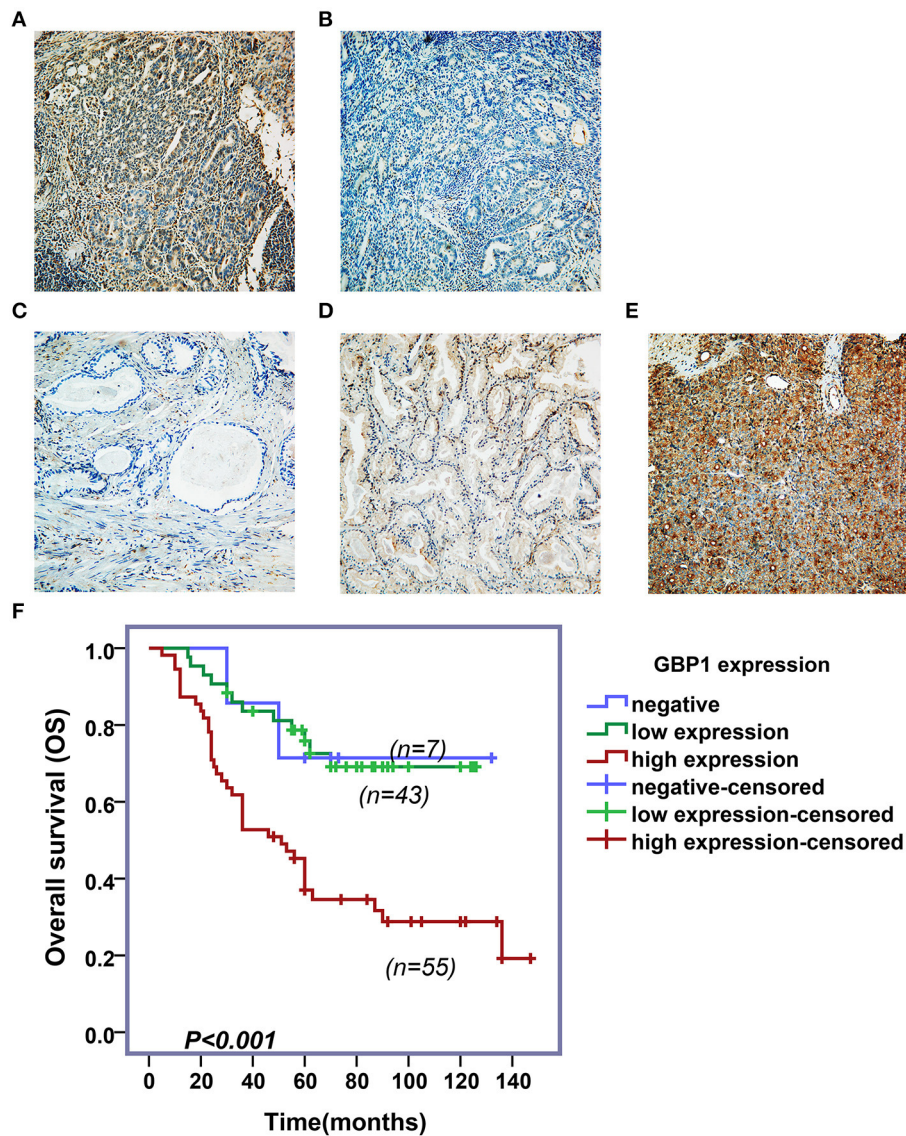 A
B
C
D
E
F
1.0
0.8
0.6
0.4
0.2
0.0
Overall survival (OS)
(n=7)
(n=43)
(n=55)
P<0.001
0 20 40 60 80 100 120 140
Time(months)
GBP1 expression
negative
low expression
high expression
negative-censored
low expression-censored
high expression-censored